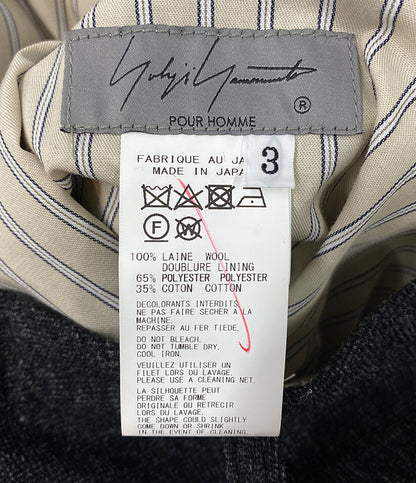 Yohji Yamamoto
®
POUR HOMME
3
FABRIQUE AU JA
MADE IN JAPA
F
W
100% LAINE WOOL
DOUBLURE LINING
65% POLYESTER POLYESTER
35% COTON COTTON
DECOLORANTS INTERDITS.
NE PAS FAIRE SÉCHER A LA
MACHINE.
REPASSER AU FER TIEDE.
DO NOT BLEACH.
DO NOT TUMBLE DRY.
COOL IRON.
VEUILLEZ UTILISER UN
FILET LORS DU LAVAGE.
PLEASE USE A CLEANING NET.
LA SILHOUETTE PEUT
PERDRE SA FORME
ORIGINALE OU RETRECIR
LORS DU LAVAGE.
THE SHAPE COULD SLIGHTLY
COME DOWN OR SHRINK
IN THE EVENT OF CLEANING.